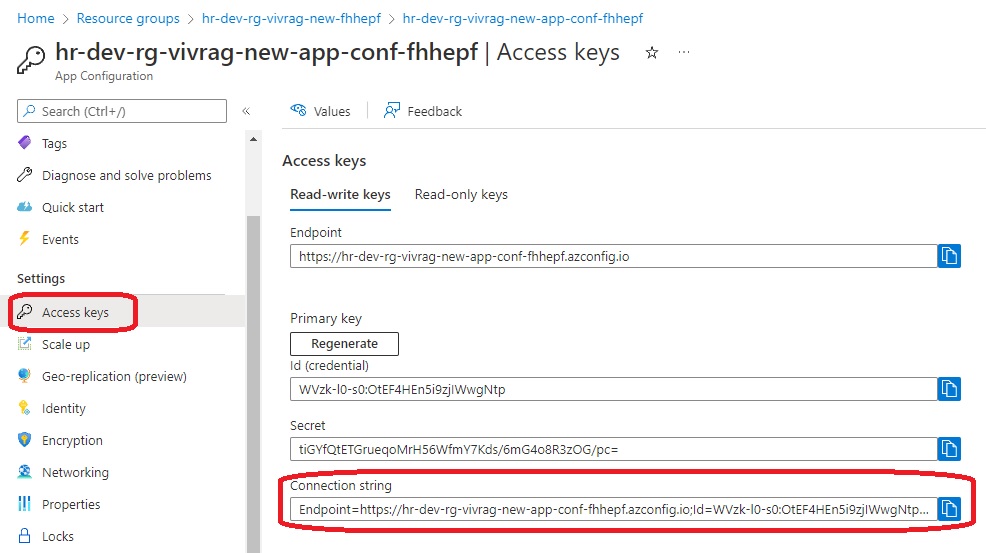 Home > Resource groups > hr-dev-rg-vivrag-new-fhhepf > hr-dev-rg-vivrag-new-app-conf-fhhepf
hr-dev-rg-vivrag-new-app-conf-fhhepf | Access keys
App Configuration
Search (Ctrl+/)
Tags
Diagnose and solve problems
Quick start
Events
Settings
Access keys
Scale up
Geo-replication (preview)
Identity
Encryption
Networking
Properties
Locks
Values
Feedback
Access keys
Read-write keys
Read-only keys
Endpoint
https://hr-dev-rg-vivrag-new-app-conf-fhhepf.azconfig.io
Primary key
Regenerate
Id (credential)
WVzk-l0-s0:OtEF4HEn5i9zjIWwgNtp
Secret
tiGYfQtETGrueqoMrH56WfmY7Kds/6mG4o8R3zOG/pc=
Connection string
Endpoint=https://hr-dev-rg-vivrag-new-app-conf-fhhepf.azconfig.io;Id=WVzk-l0-s0:OtEF4HEn5i9zjIWwgNtp...